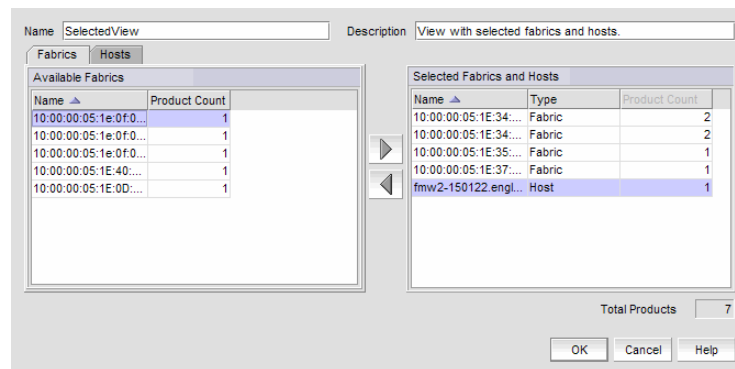 Name SelectedView Description View with selected fabrics and hosts.
Fabrics Hosts
Available Fabrics
Name Product Count
10:00:00:05:1e:0f:0... 1
10:00:00:05:1e:0f:0... 1
10:00:00:05:1e:0f:0... 1
10:00:00:05:1E:40:... 1
10:00:00:05:1E:0D:... 1
Selected Fabrics and Hosts
Name Type Product Count
10:00:00:05:1E:34:... Fabric 2
10:00:00:05:1E:34:... Fabric 2
10:00:00:05:1E:35:... Fabric 1
10:00:00:05:1E:37:... Fabric 1
fmw2-150122.engl... Host 1
Total Products 7
OK Cancel Help